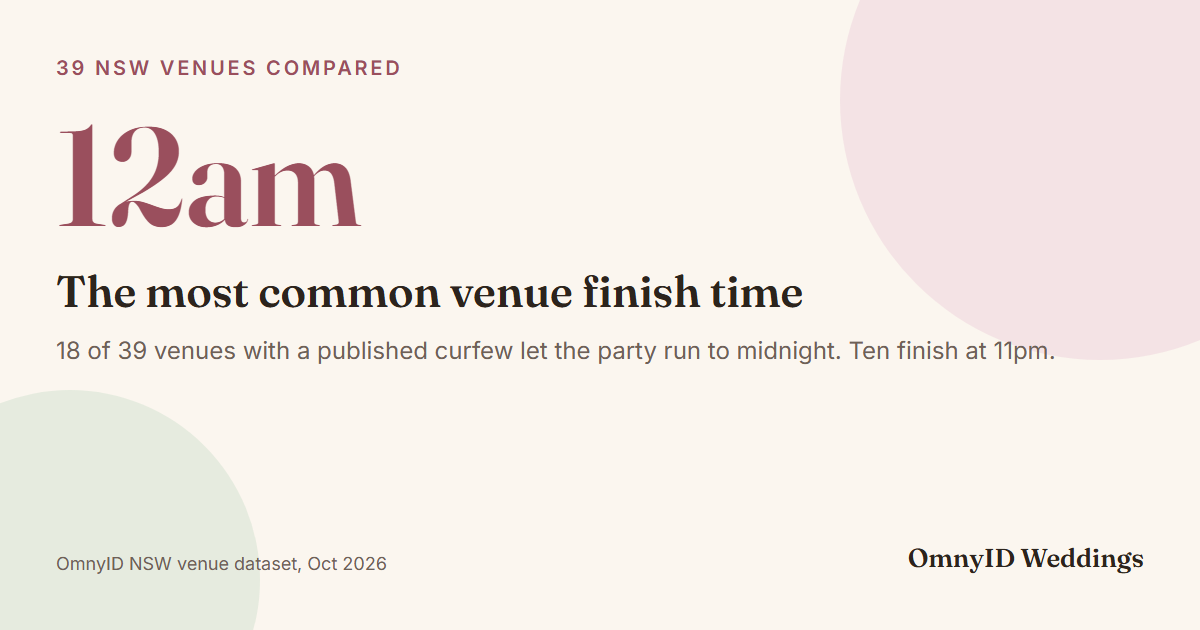 39 NSW VENUES COMPARED
12am
The most common venue finish time
18 of 39 venues with a published curfew let the party run to midnight. Ten finish at 11pm.
OmnyID NSW venue dataset, Oct 2026
OmnyID Weddings